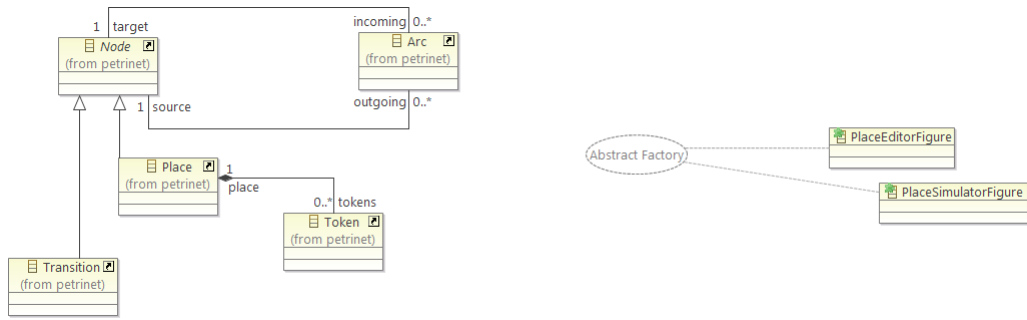 1 target
incoming 0..*
Node
(from petrinet)
Arc
(from petrinet)
1 source
outgoing 0..*
Place
(from petrinet)
1
place
0..* tokens
Token
(from petrinet)
Transition
(from petrinet)
Abstract Factory
PlaceEditorFigure
PlaceSimulatorFigure